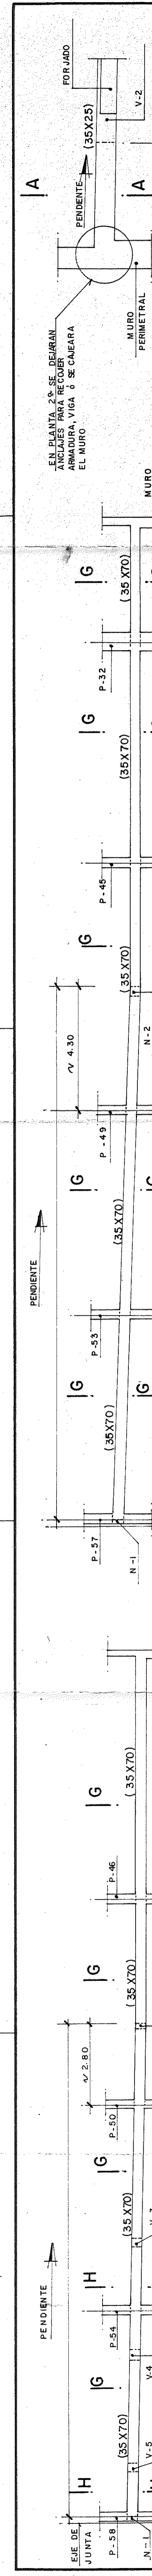 EN PLANTA 2ª SE DEJARAN
ANCLAJES PARA RECOJER
ARMADURA, VIGA ó SE CAJEARA
EL MURO
A
FORJADO
PENDIENTE
(35X25)
V-2
A
MURO
PERIMETRAL
MURO
G
(35X70)
P-32
G
(35X70)
P-45
G
(35X70)
N-2
~ 4.30
P-49
PENDIENTE
G
(35X70)
G
P-53
G
(35X70)
G
P-57
N-1
G
(35X70)
P-46
G
(35X70)
~ 2.80
P-50
PENDIENTE
G
(35X70)
H
P-54
V-4
G
(35X70)
V-5
H
EJE DE
JUNTA
P-58
N-1